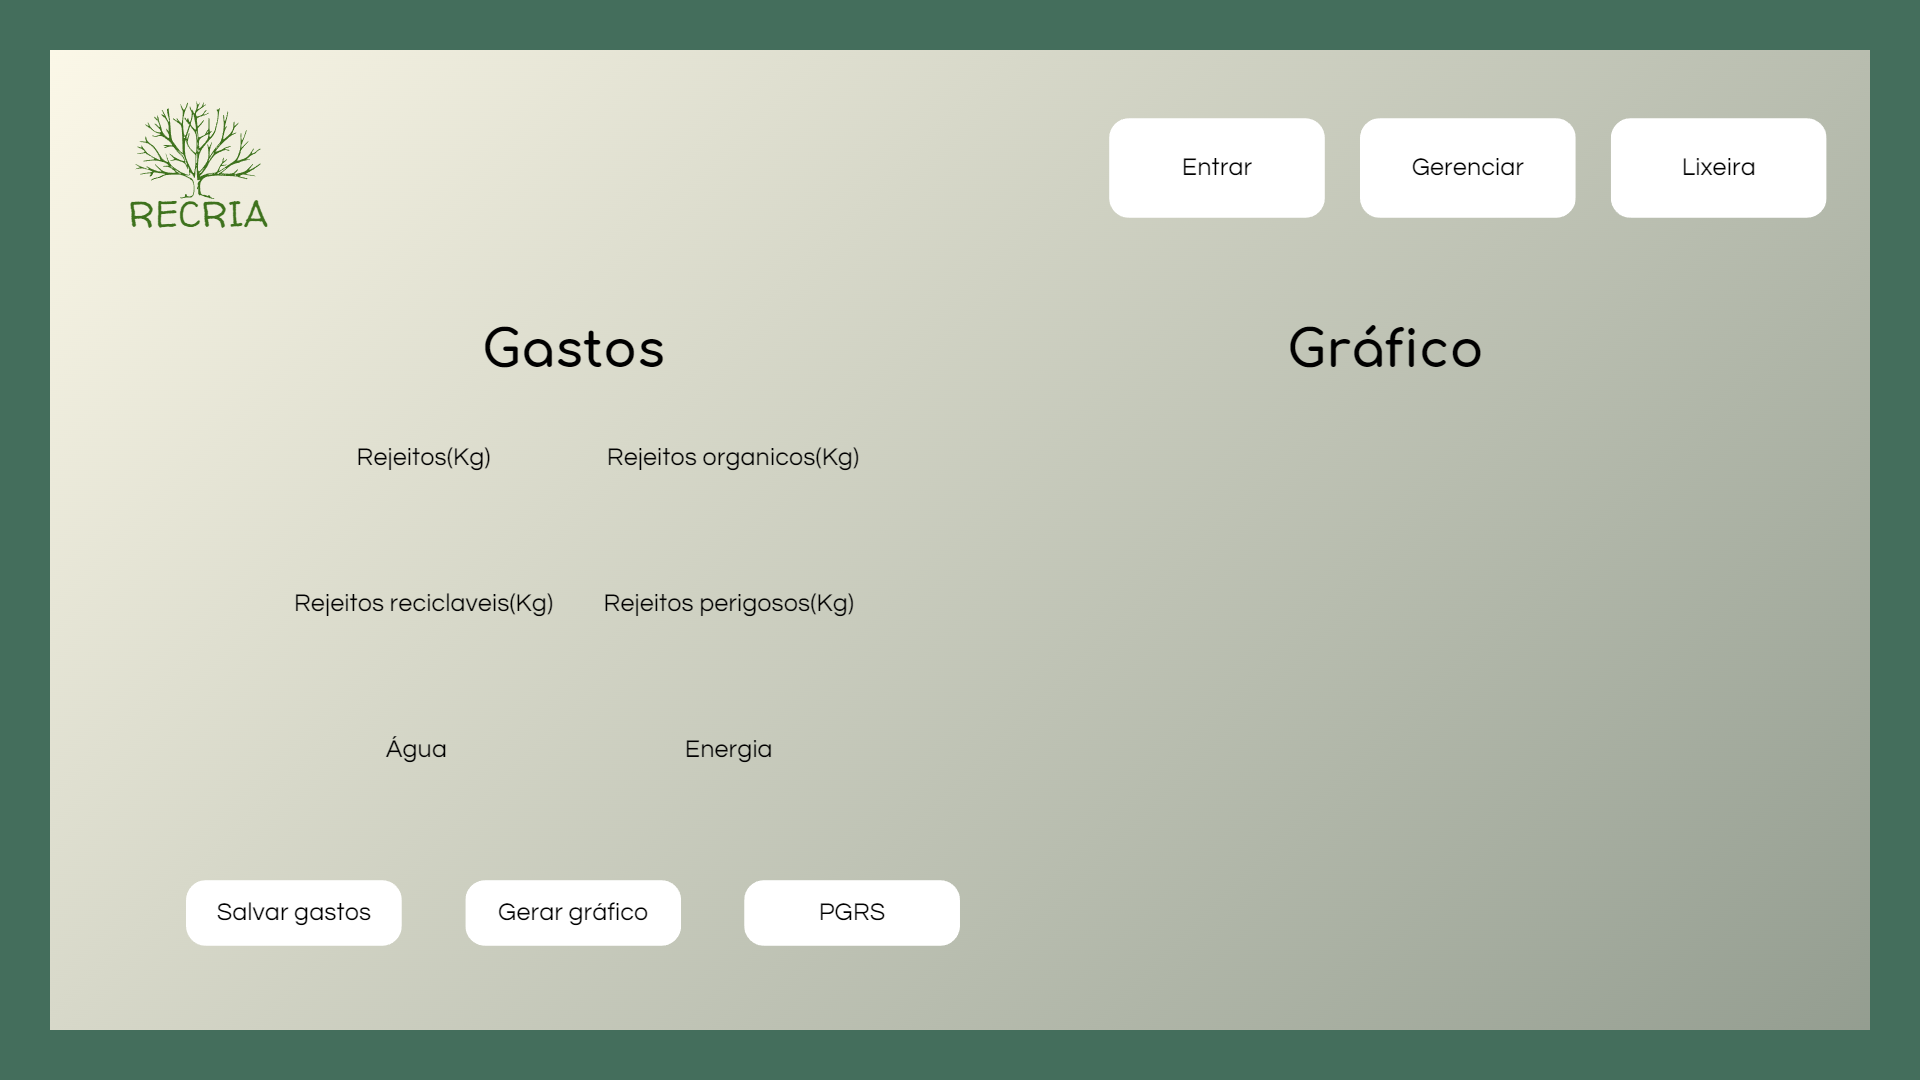 RECRIA
Entrar
Gerenciar
Lixeira
Gastos
Gráfico
Rejeitos(Kg)
Rejeitos organicos(Kg)
Rejeitos reciclaveis(Kg)
Rejeitos perigosos(Kg)
Água
Energia
Salvar gastos
Gerar gráfico
PGRS